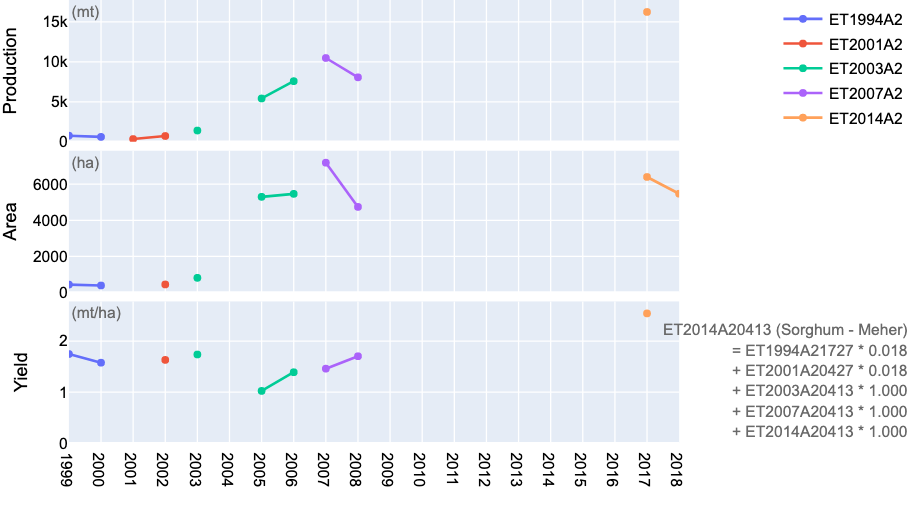 (mt)
Production
15k
10k
5k
0
ET1994A2
ET2001A2
ET2003A2
ET2007A2
ET2014A2
(ha)
Area
6000
4000
2000
0
(mt/ha)
Yield
2
1
0
ET2014A20413 (Sorghum - Meher)
= ET1994A21727 * 0.018
+ ET2001A20427 * 0.018
+ ET2003A20413 * 1.000
+ ET2007A20413 * 1.000
+ ET2014A20413 * 1.000
1999
2000
2001
2002
2003
2004
2005
2006
2007
2008
2009
2010
2011
2012
2013
2014
2015
2016
2017
2018